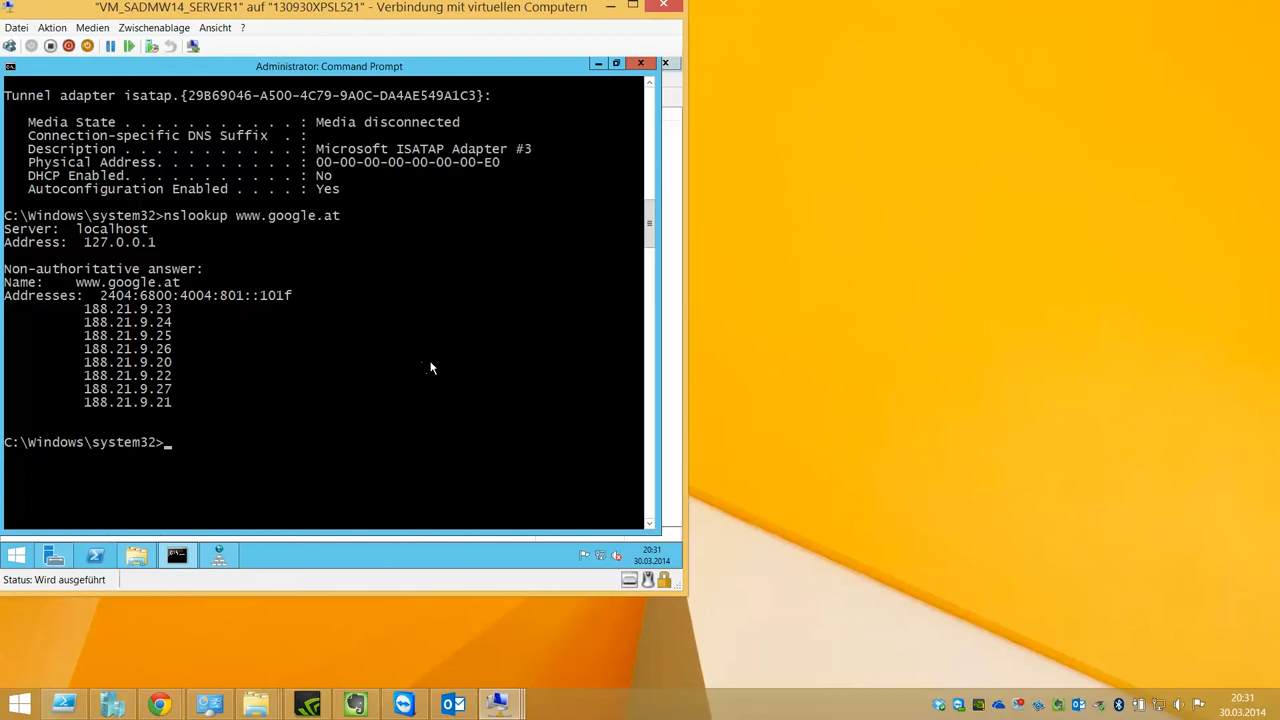 "VM_SADMW14_SERVER1" auf "130930XPSL521" - Verbindung mit virtuellen Computern
Datei Aktion Medien Zwischenablage Ansicht ?
Administrator: Command Prompt
Tunnel adapter isatap.{29B69046-A500-4C79-9A0C-DA4AE549A1C3}:
Media State . . . . . . . . . . . : Media disconnected
Connection-specific DNS Suffix  . :
Description . . . . . . . . . . . : Microsoft ISATAP Adapter #3
Physical Address. . . . . . . . . : 00-00-00-00-00-00-00-E0
DHCP Enabled. . . . . . . . . . . : No
Autoconfiguration Enabled . . . . : Yes
C:\Windows\system32>nslookup www.google.at
Server:  localhost
Address:  127.0.0.1
Non-authoritative answer:
Name:    www.google.at
Addresses:  2404:6800:4004:801::101f
188.21.9.23
188.21.9.24
188.21.9.25
188.21.9.26
188.21.9.20
188.21.9.22
188.21.9.27
188.21.9.21
C:\Windows\system32>_
20:31
30.03.2014
Status: Wird ausgeführt
20:31
30.03.2014